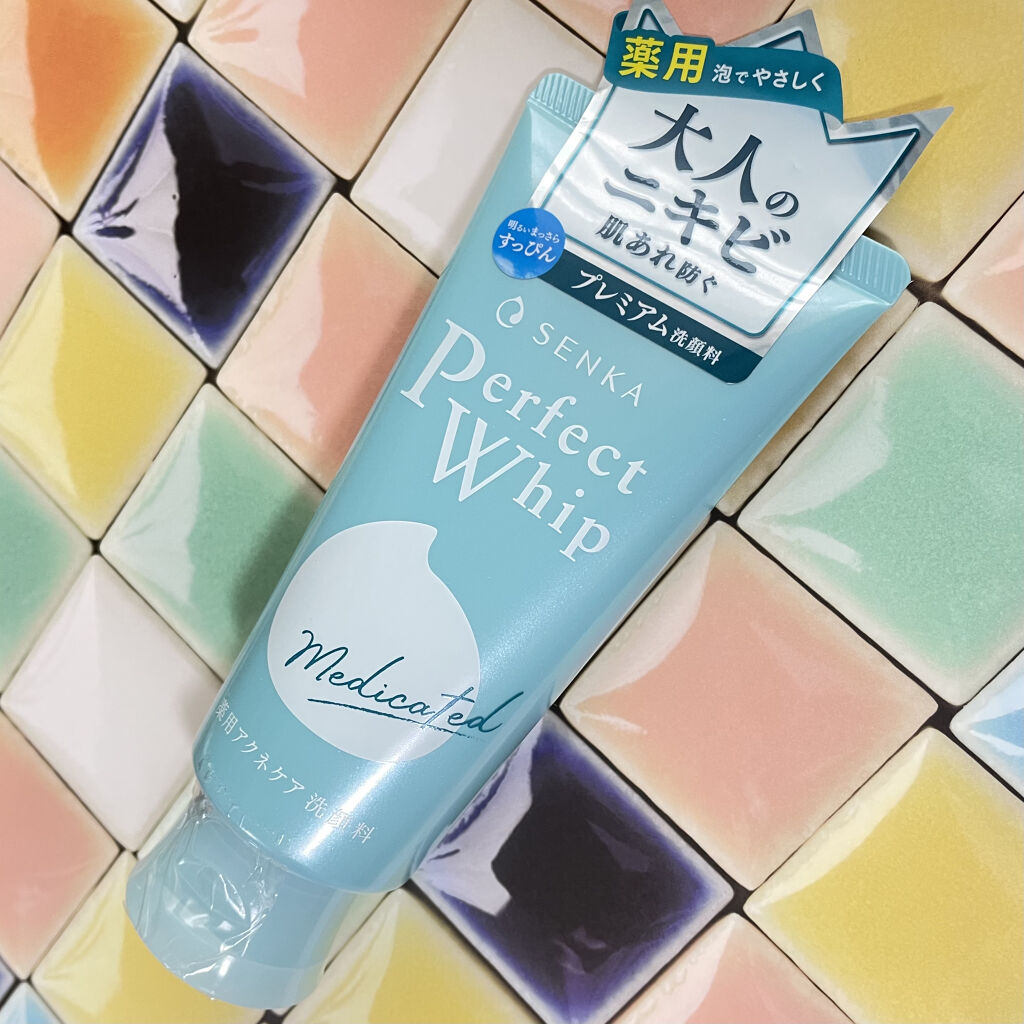 薬用 泡でやさしく
大人の
ニキビ
肌あれ防ぐ
明るいまっさら
すっぴん
プレミアム洗顔料
SENKA
Perfect
Whip
Medicated
薬用アクネケア 洗顔料